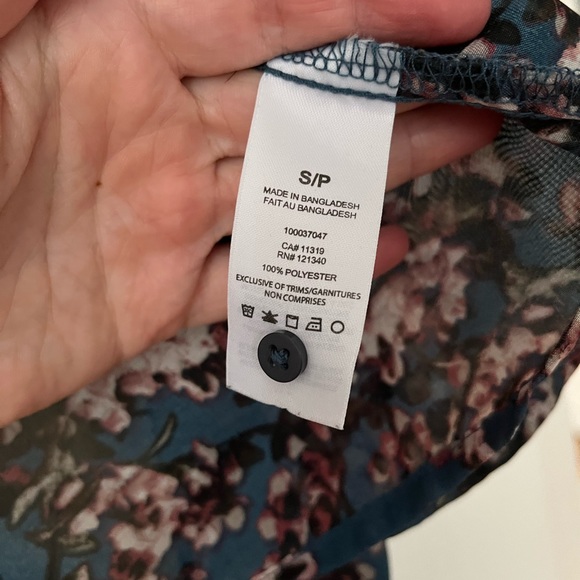 S/P
MADE IN BANGLADESH
FAIT AU BANGLADESH
100037047
CA# 11319
RN# 121340
100% POLYESTER
EXCLUSIVE OF TRIMS/GARNITURES
NON COMPRISES